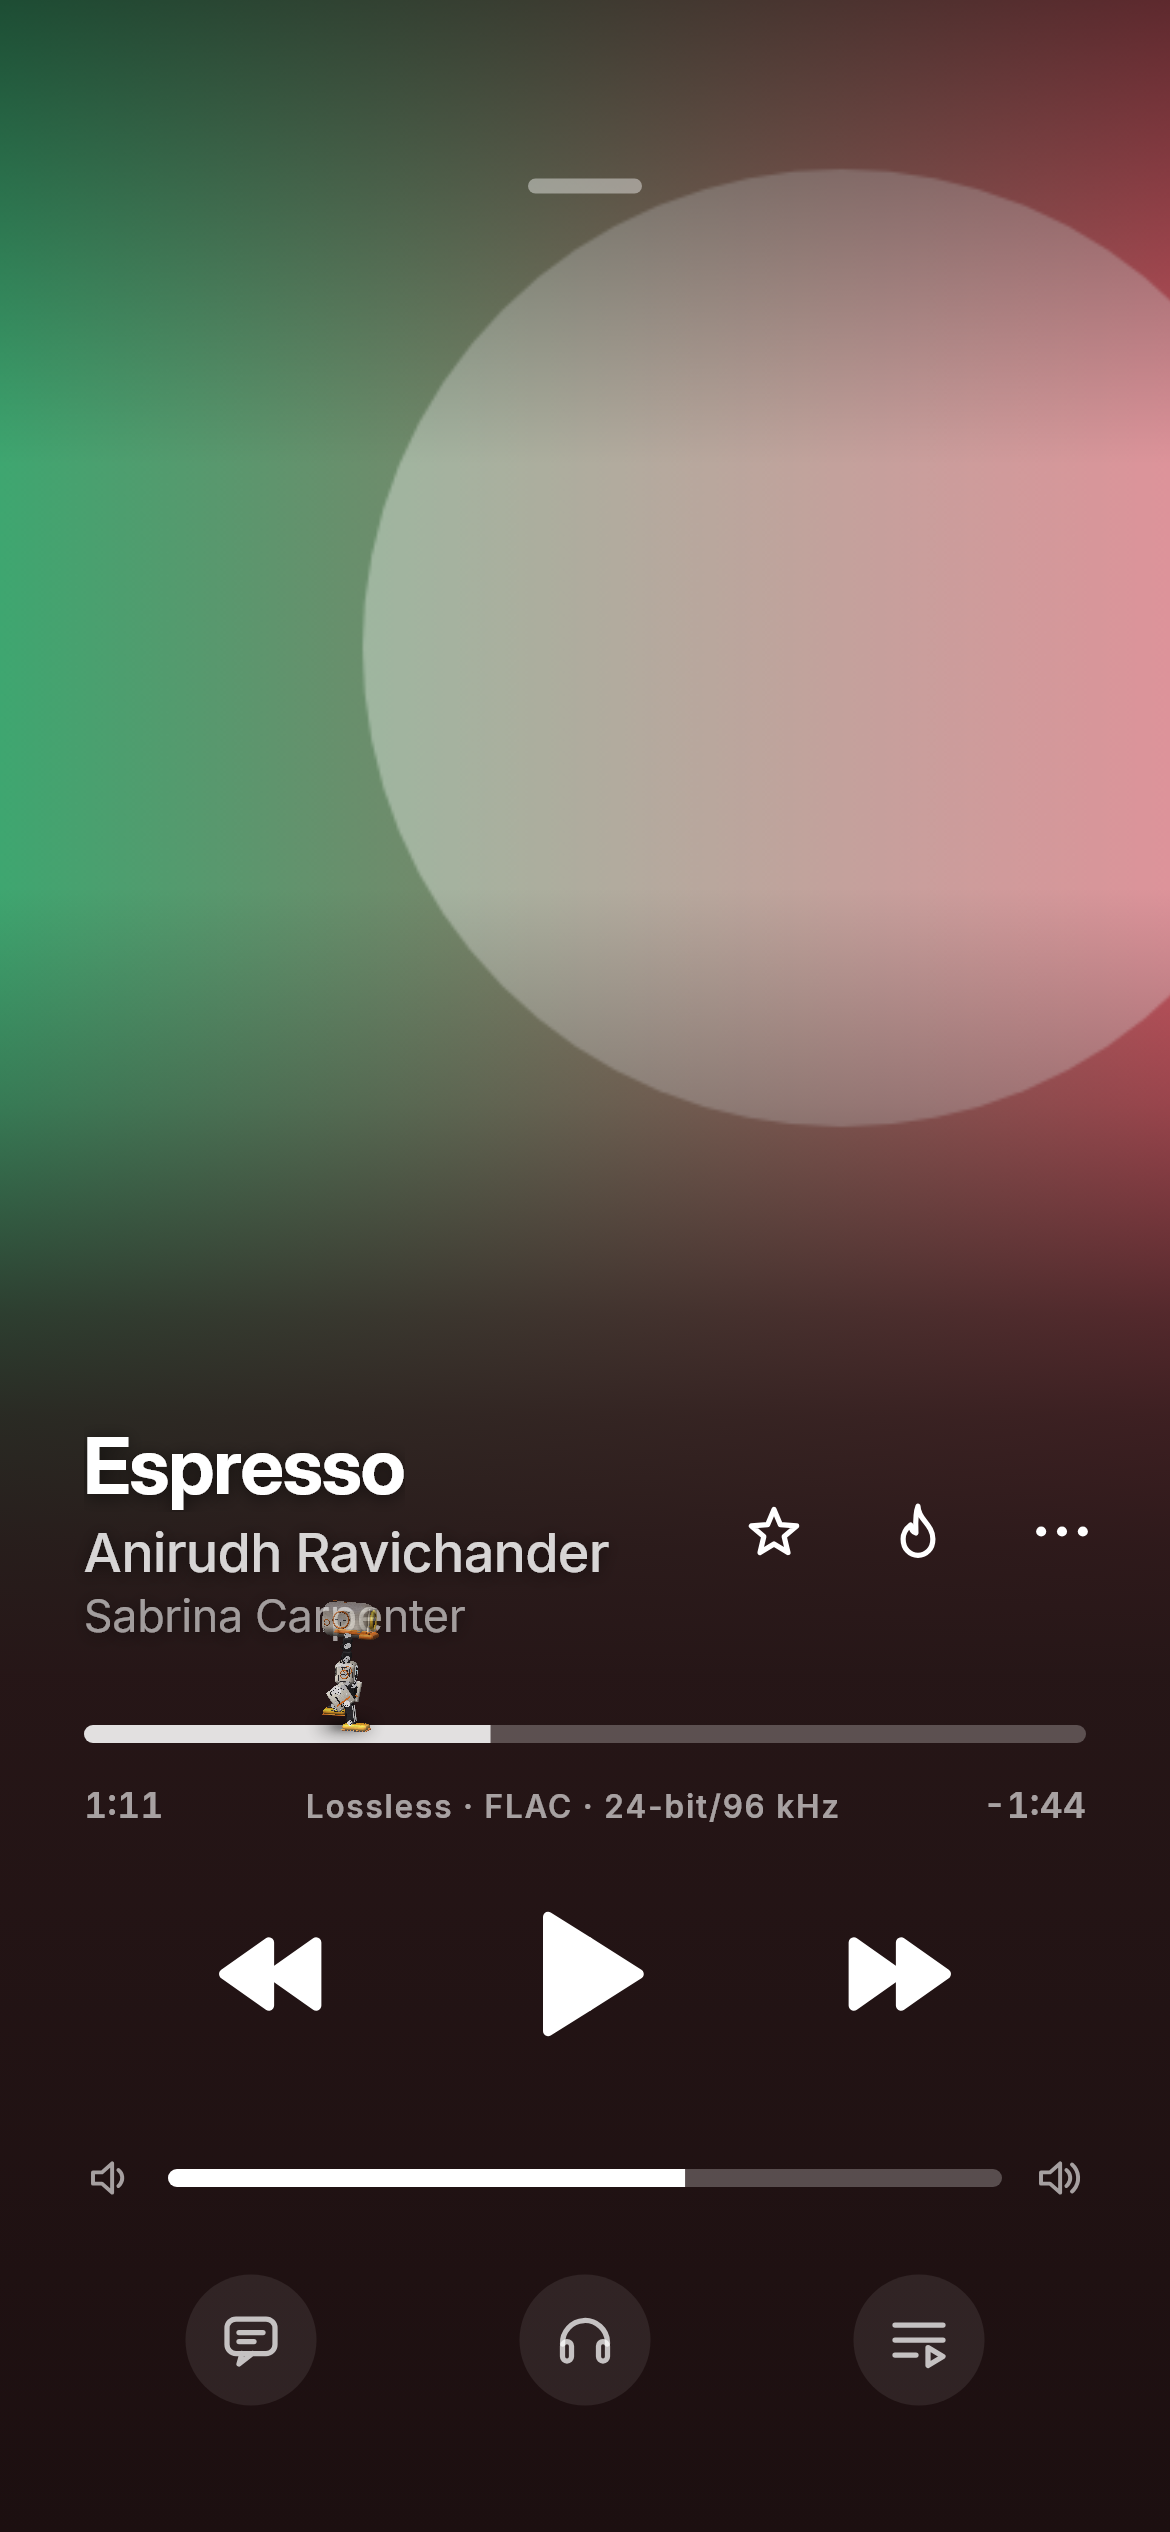 Espresso
Anirudh Ravichander
Sabrina Carpenter
1:11
Lossless · FLAC · 24-bit/96 kHz
-1:44